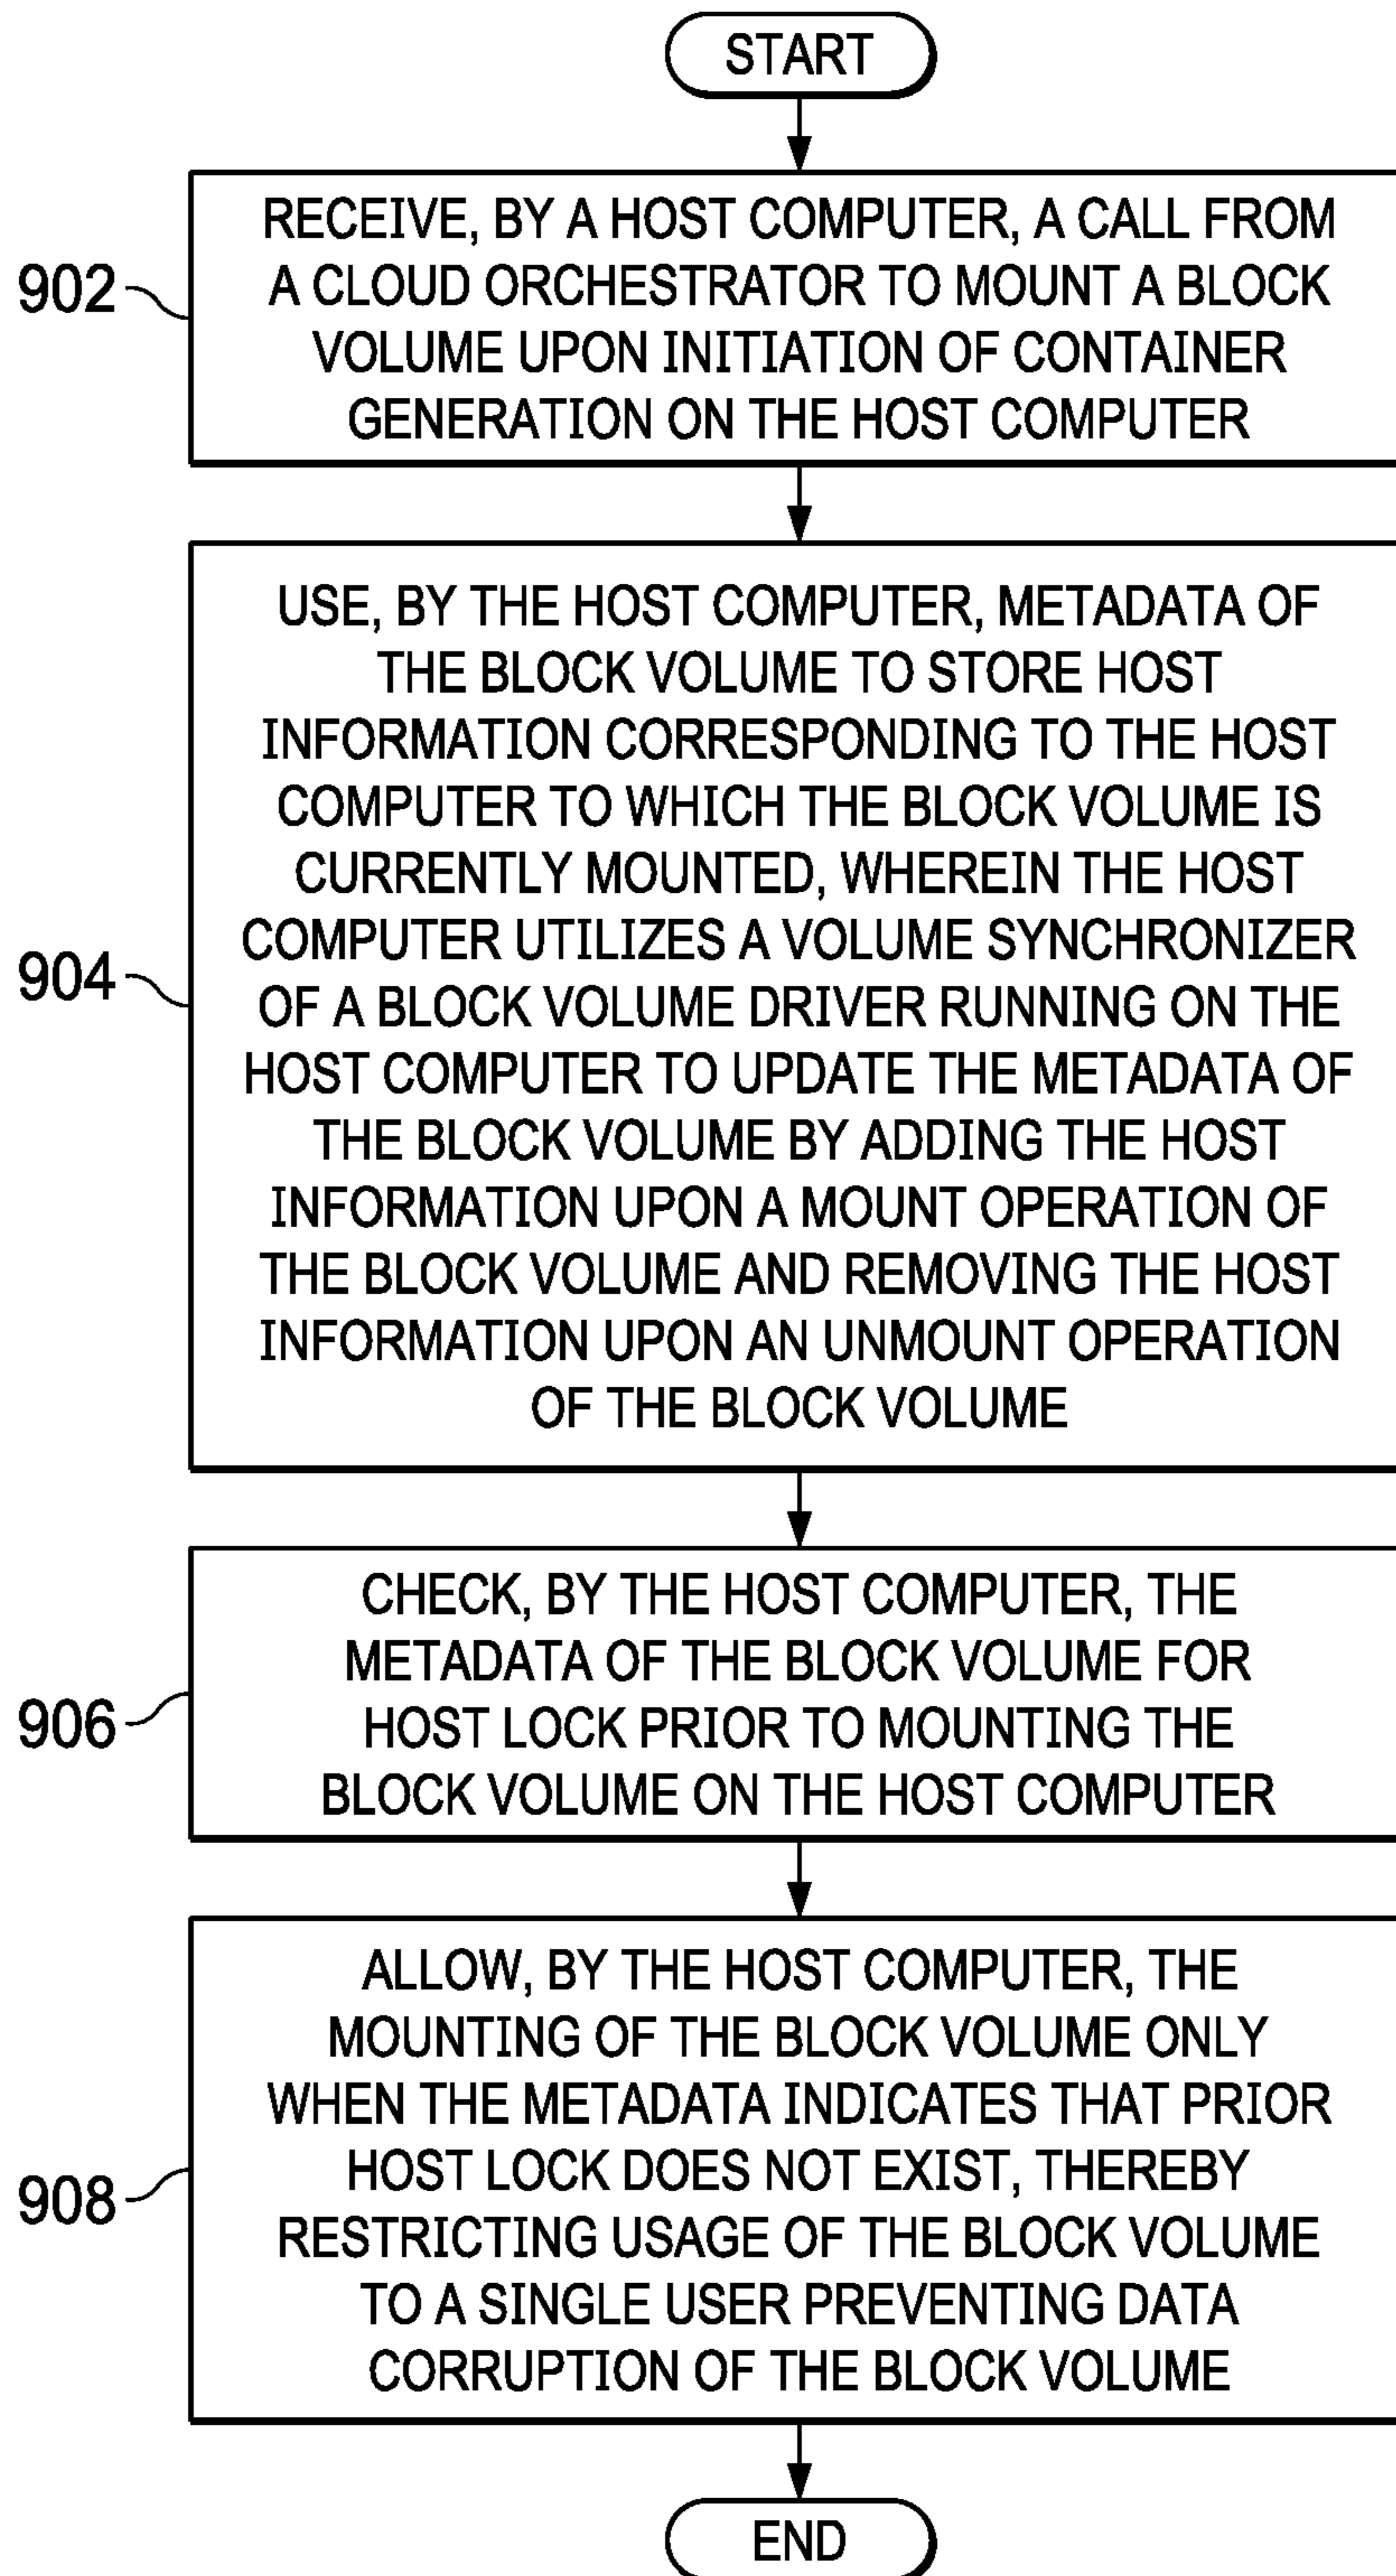 START
902
RECEIVE, BY A HOST COMPUTER, A CALL FROM
A CLOUD ORCHESTRATOR TO MOUNT A BLOCK
VOLUME UPON INITIATION OF CONTAINER
GENERATION ON THE HOST COMPUTER
904
USE, BY THE HOST COMPUTER, METADATA OF
THE BLOCK VOLUME TO STORE HOST
INFORMATION CORRESPONDING TO THE HOST
COMPUTER TO WHICH THE BLOCK VOLUME IS
CURRENTLY MOUNTED, WHEREIN THE HOST
COMPUTER UTILIZES A VOLUME SYNCHRONIZER
OF A BLOCK VOLUME DRIVER RUNNING ON THE
HOST COMPUTER TO UPDATE THE METADATA OF
THE BLOCK VOLUME BY ADDING THE HOST
INFORMATION UPON A MOUNT OPERATION OF
THE BLOCK VOLUME AND REMOVING THE HOST
INFORMATION UPON AN UNMOUNT OPERATION
OF THE BLOCK VOLUME
906
CHECK, BY THE HOST COMPUTER, THE
METADATA OF THE BLOCK VOLUME FOR
HOST LOCK PRIOR TO MOUNTING THE
BLOCK VOLUME ON THE HOST COMPUTER
908
ALLOW, BY THE HOST COMPUTER, THE
MOUNTING OF THE BLOCK VOLUME ONLY
WHEN THE METADATA INDICATES THAT PRIOR
HOST LOCK DOES NOT EXIST, THEREBY
RESTRICTING USAGE OF THE BLOCK VOLUME
TO A SINGLE USER PREVENTING DATA
CORRUPTION OF THE BLOCK VOLUME
END